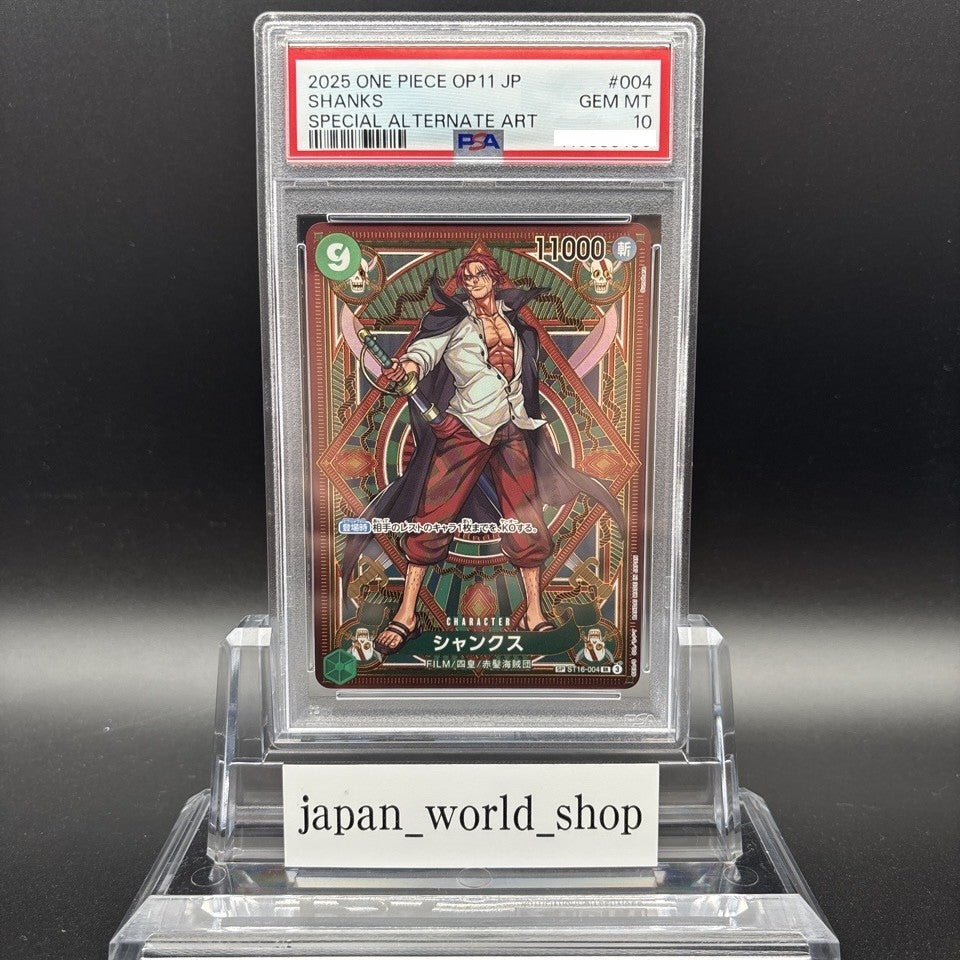 2025 ONE PIECE OP11 JP #004
SHANKS GEM MT
SPECIAL ALTERNATE ART 10
PSA
9
11000 斬
登場時 相手のレストのキャラ1枚までを、KOする。
CHARACTER
シャンクス
FILM/四皇/赤髪海賊団
SP ST16-004 3
japan_world_shop